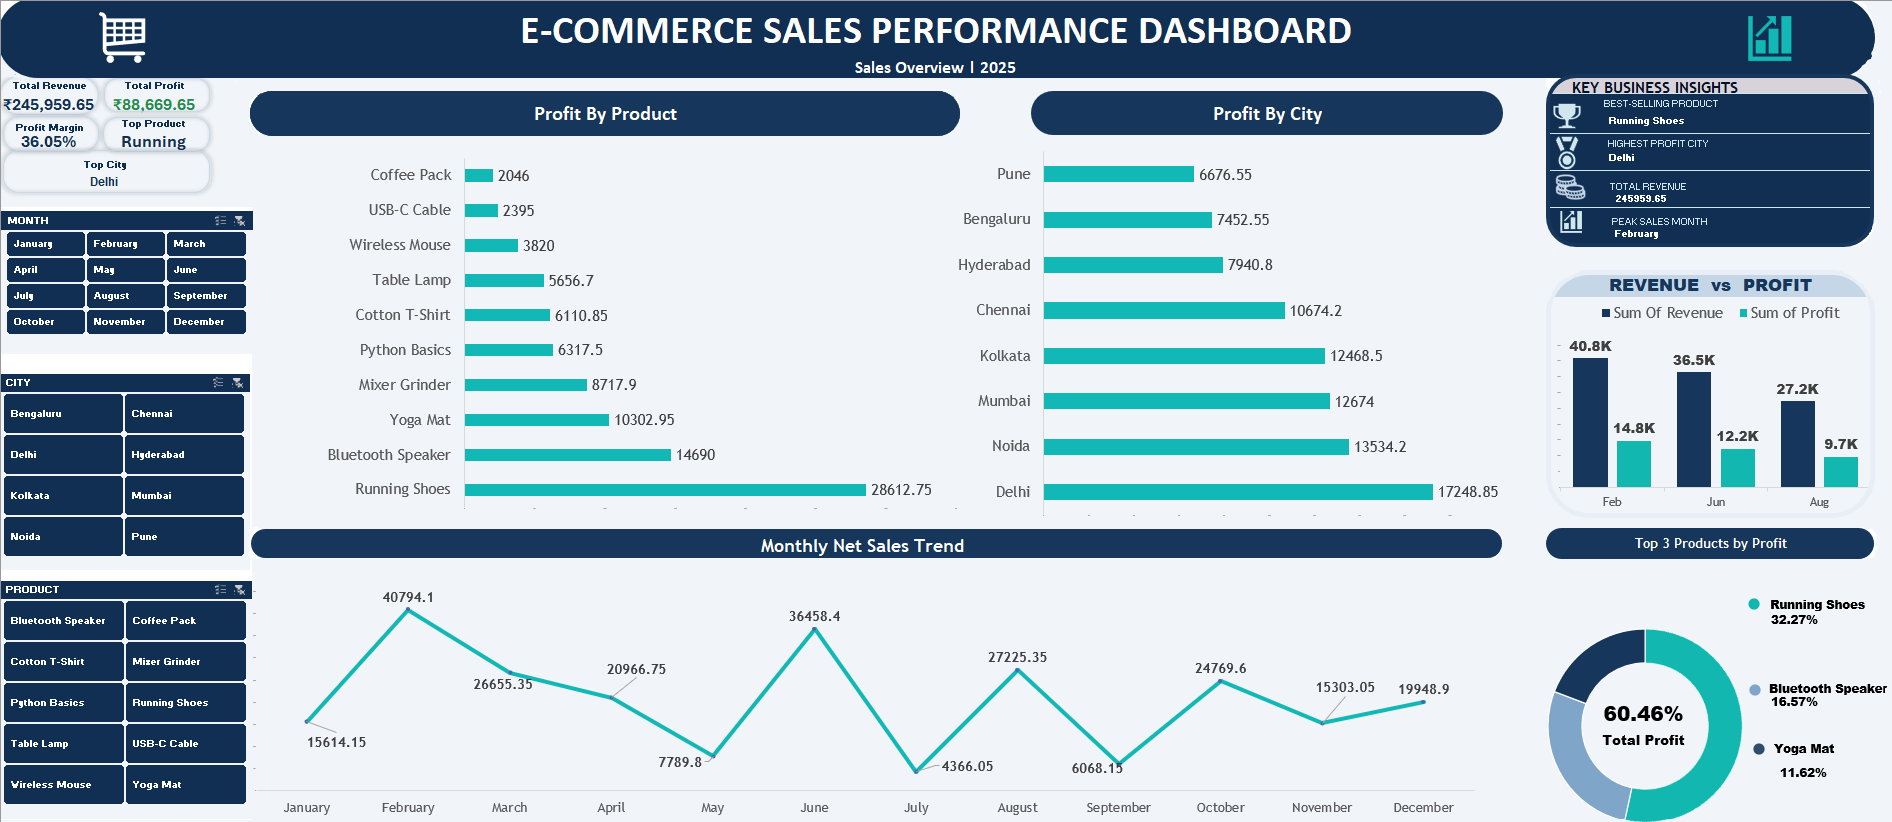 E-COMMERCE SALES PERFORMANCE DASHBOARD
Sales Overview | 2025
Total Revenue
₹245,959.65
Total Profit
₹88,669.65
Profit Margin
36.05%
Top Product
Running
Top City
Delhi
MONTH
January February March
April May June
July August September
October November December
CITY
Bengaluru Chennai
Delhi Hyderabad
Kolkata Mumbai
Noida Pune
PRODUCT
Bluetooth Speaker Coffee Pack
Cotton T-Shirt Mixer Grinder
Python Basics Running Shoes
Table Lamp USB-C Cable
Wireless Mouse Yoga Mat
Profit By Product
Coffee Pack 2046
USB-C Cable 2395
Wireless Mouse 3820
Table Lamp 5656.7
Cotton T-Shirt 6110.85
Python Basics 6317.5
Mixer Grinder 8717.9
Yoga Mat 10302.95
Bluetooth Speaker 14690
Running Shoes 28612.75
Profit By City
Pune 6676.55
Bengaluru 7452.55
Hyderabad 7940.8
Chennai 10674.2
Kolkata 12468.5
Mumbai 12674
Noida 13534.2
Delhi 17248.85
Monthly Net Sales Trend
15614.15
40794.1
26655.35
20966.75
7789.8
36458.4
4366.05
27225.35
6068.15
24769.6
15303.05
19948.9
January February March April May June July August September October November December
KEY BUSINESS INSIGHTS
BEST-SELLING PRODUCT
Running Shoes
HIGHEST PROFIT CITY
Delhi
TOTAL REVENUE
245959.65
PEAK SALES MONTH
February
REVENUE vs PROFIT
Sum Of Revenue Sum of Profit
40.8K
14.8K
36.5K
12.2K
27.2K
9.7K
Feb Jun Aug
Top 3 Products by Profit
Running Shoes
32.27%
Bluetooth Speaker
16.57%
Yoga Mat
11.62%
60.46%
Total Profit